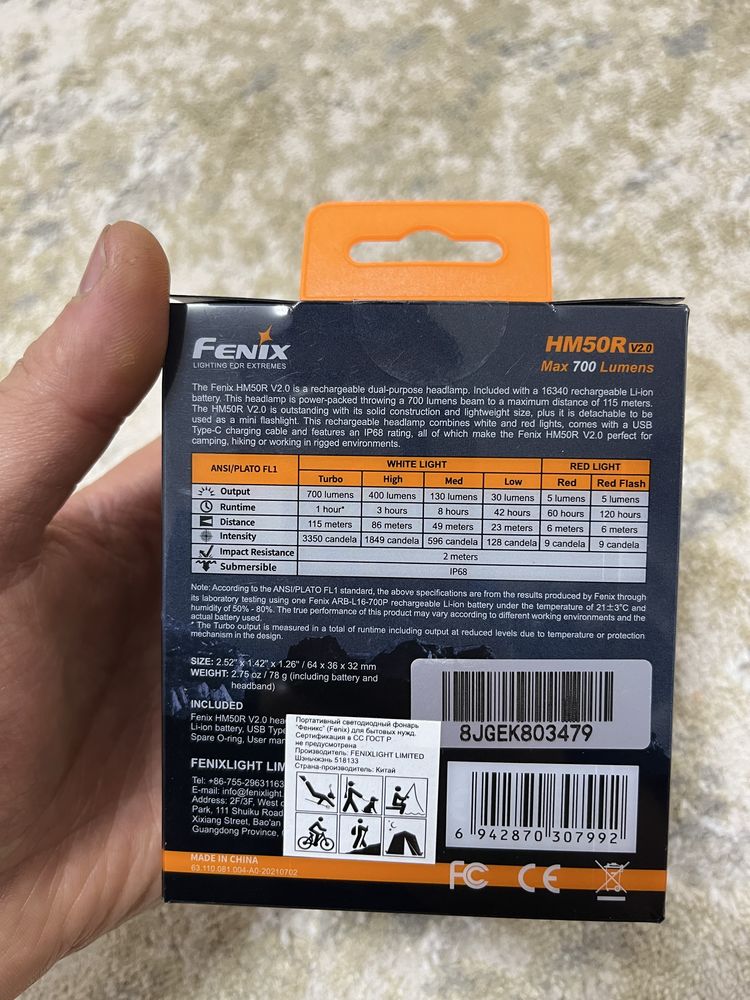 FENIX
LIGHTING FOR EXTREMES
HM50R V2.0
Max 700 Lumens
The Fenix HM50R V2.0 is a rechargeable dual-purpose headlamp. Included with a 16340 rechargeable Li-ion
battery. This headlamp is power-packed throwing a 700 lumens beam to a maximum distance of 115 meters.
The HM50R V2.0 is outstanding with its solid construction and lightweight size, plus it is detachable to be
used as a mini flashlight. This rechargeable headlamp combines white and red lights, comes with a USB
Type-C charging cable and features an IP68 rating, all of which make the Fenix HM50R V2.0 perfect for
camping, hiking or working in rigged environments.
ANSI/PLATO FL1 WHITE LIGHT RED LIGHT
Turbo High Med Low Red Red Flash
Output 700 lumens 400 lumens 130 lumens 30 lumens 5 lumens 5 lumens
Runtime 1 hour* 3 hours 8 hours 42 hours 60 hours 120 hours
Distance 115 meters 86 meters 49 meters 23 meters 6 meters 6 meters
Intensity 3350 candela 1849 candela 596 candela 128 candela 9 candela 9 candela
Impact Resistance 2 meters
Submersible IP68
Note: According to the ANSI/PLATO FL1 standard, the above specifications are from the results produced by Fenix through
its laboratory testing using one Fenix ARB-L16-700P rechargeable Li-ion battery under the temperature of 21±3°C and
humidity of 50% - 80%. The true performance of this product may vary according to different working environments and the
actual battery used.
* The Turbo output is measured in a total of runtime including output at reduced levels due to temperature or protection
mechanism in the design.
SIZE: 2.52" x 1.42" x 1.26" / 64 x 36 x 32 mm
WEIGHT: 2.75 oz / 78 g (including battery and
headband)
INCLUDED
Fenix HM50R V2.0
Li-ion battery, USB
Spare O-ring, User
8JGEK803479
Портативный светодиодный фонарь
"Феникс" (Fenix) для бытовых нужд.
Сертификация в СС ГОСТ Р
не предусмотрена
Производитель: FENIXLIGHT LIMITED
Шэньчжэнь 518133
Страна-производитель: Китай
FENIXLIGHT
Tel: +86-755-29631163
E-mail: info@fenixlight
Address: 2F/3F, West
Park, 111 Shuiku Road
Xixiang Street, Bao'an
Guangdong Province,
6 942870 307992
MADE IN CHINA
63.110.081.004-A0-20210702
FC CE